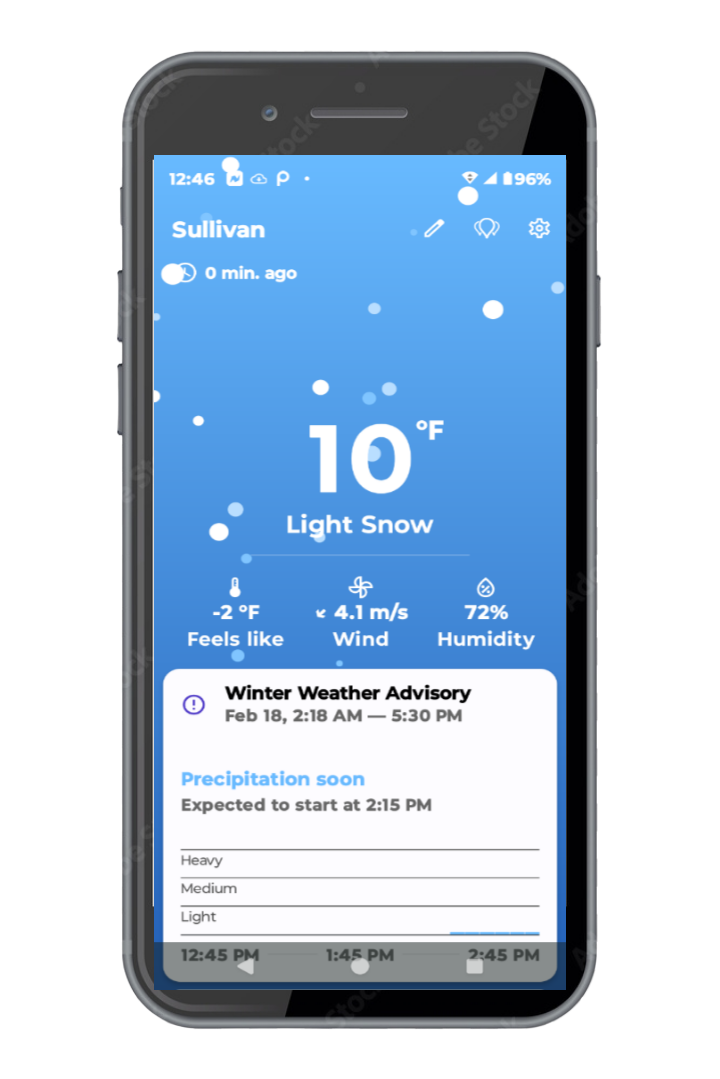 12:46 96%
Sullivan
0 min. ago
10 °F
Light Snow
-2 °F 4.1 m/s 72%
Feels like Wind Humidity
Winter Weather Advisory
Feb 18, 2:18 AM — 5:30 PM
Precipitation soon
Expected to start at 2:15 PM
Heavy
Medium
Light
12:45 PM 1:45 PM 2:45 PM